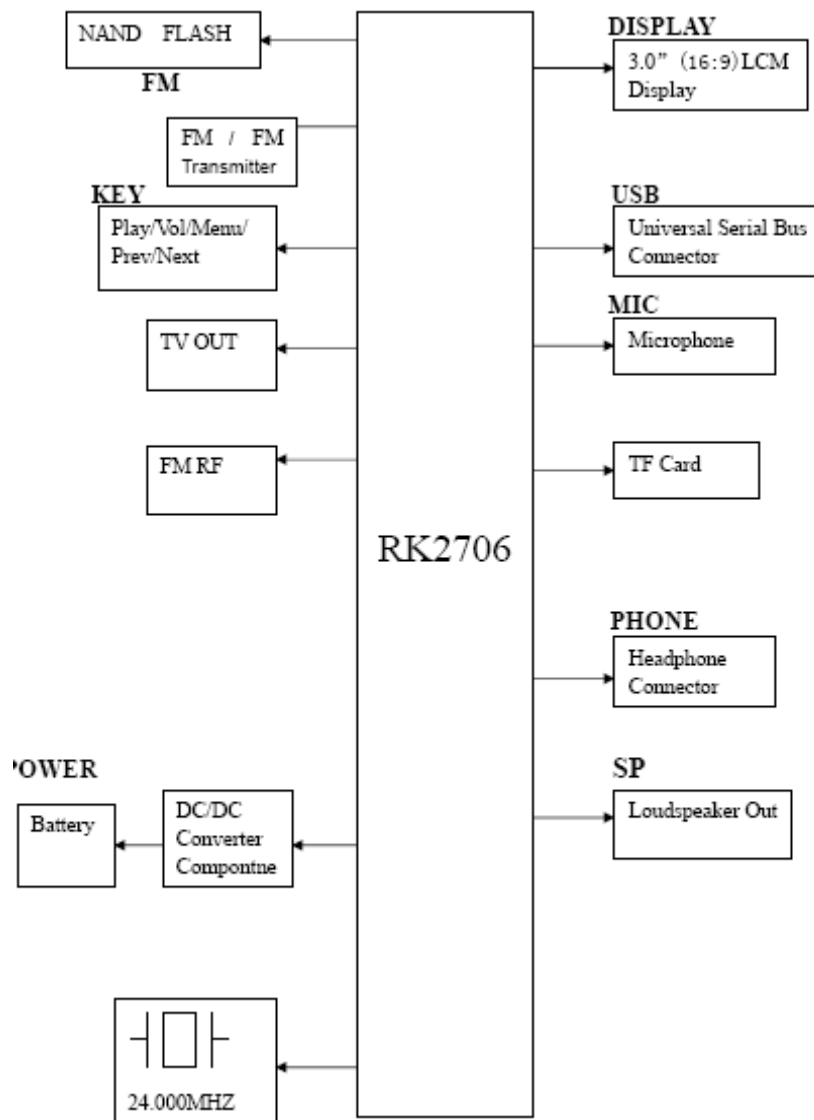 NAND FLASH
FM
FM / FM
Transmitter
KEY
Play/Vol/Menu/
Prev/Next
TV OUT
FM RF
POWER
Battery
DC/DC
Converter
Compontne
24.000MHZ
RK2706
DISPLAY
3.0” (16:9)LCM
Display
USB
Universal Serial Bus
Connector
MIC
Microphone
TF Card
PHONE
Headphone
Connector
SP
Loudspeaker Out